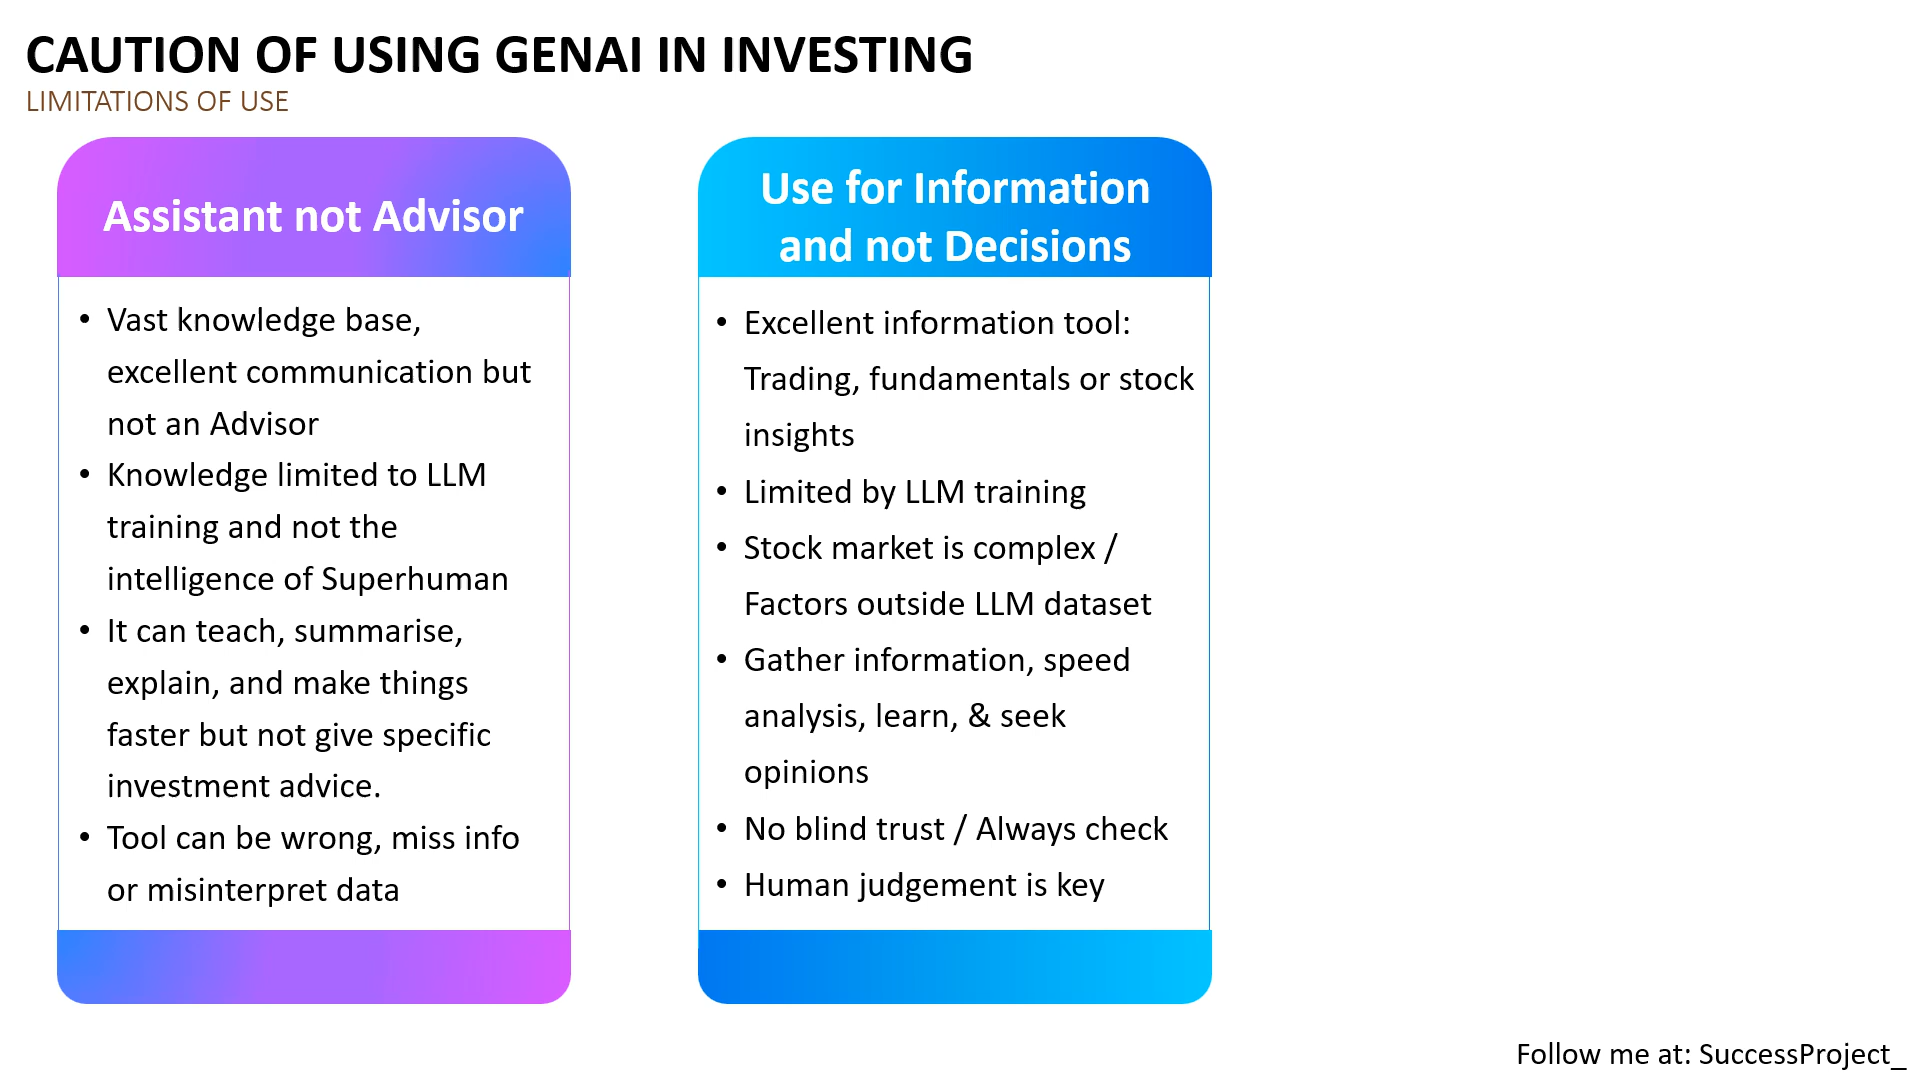 CAUTION OF USING GENAI IN INVESTING
LIMITATIONS OF USE
Assistant not Advisor
• Vast knowledge base,
excellent communication but
not an Advisor
• Knowledge limited to LLM
training and not the
intelligence of Superhuman
• It can teach, summarise,
explain, and make things
faster but not give specific
investment advice.
• Tool can be wrong, miss info
or misinterpret data
Use for Information
and not Decisions
• Excellent information tool:
Trading, fundamentals or stock
insights
• Limited by LLM training
• Stock market is complex /
Factors outside LLM dataset
• Gather information, speed
analysis, learn, & seek
opinions
• No blind trust / Always check
• Human judgement is key
Follow me at: SuccessProject_